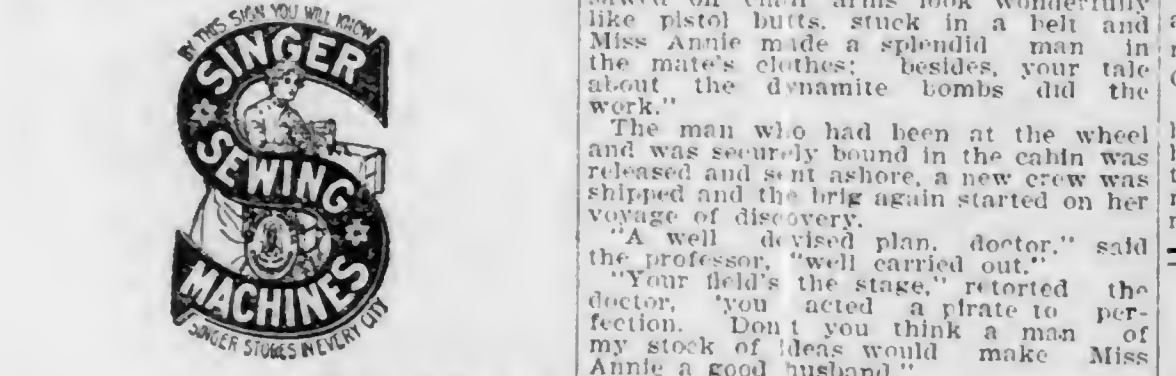 BY THIS SIGN YOU WILL KNOW
SINGER
SEWING
MACHINES
SINGER STORES IN EVERY CITY
look wonderfully
like pistol butts, stuck in a belt and
Miss Annie made a splendid man in
the mate's clothes; besides, your tale
about the dynamite bombs did the
work."
The man who had been at the wheel
and was securely bound in the cabin was
released and sent ashore, a new crew was
shipped and the brig again started on her
voyage of discovery.
"A well devised plan, doctor," said
the professor, "well carried out."
"Your field's the stage," retorted the
doctor, 'you acted a pirate to per-
fection. Don't you think a man of
my stock of ideas would make Miss
Annie a good husband."